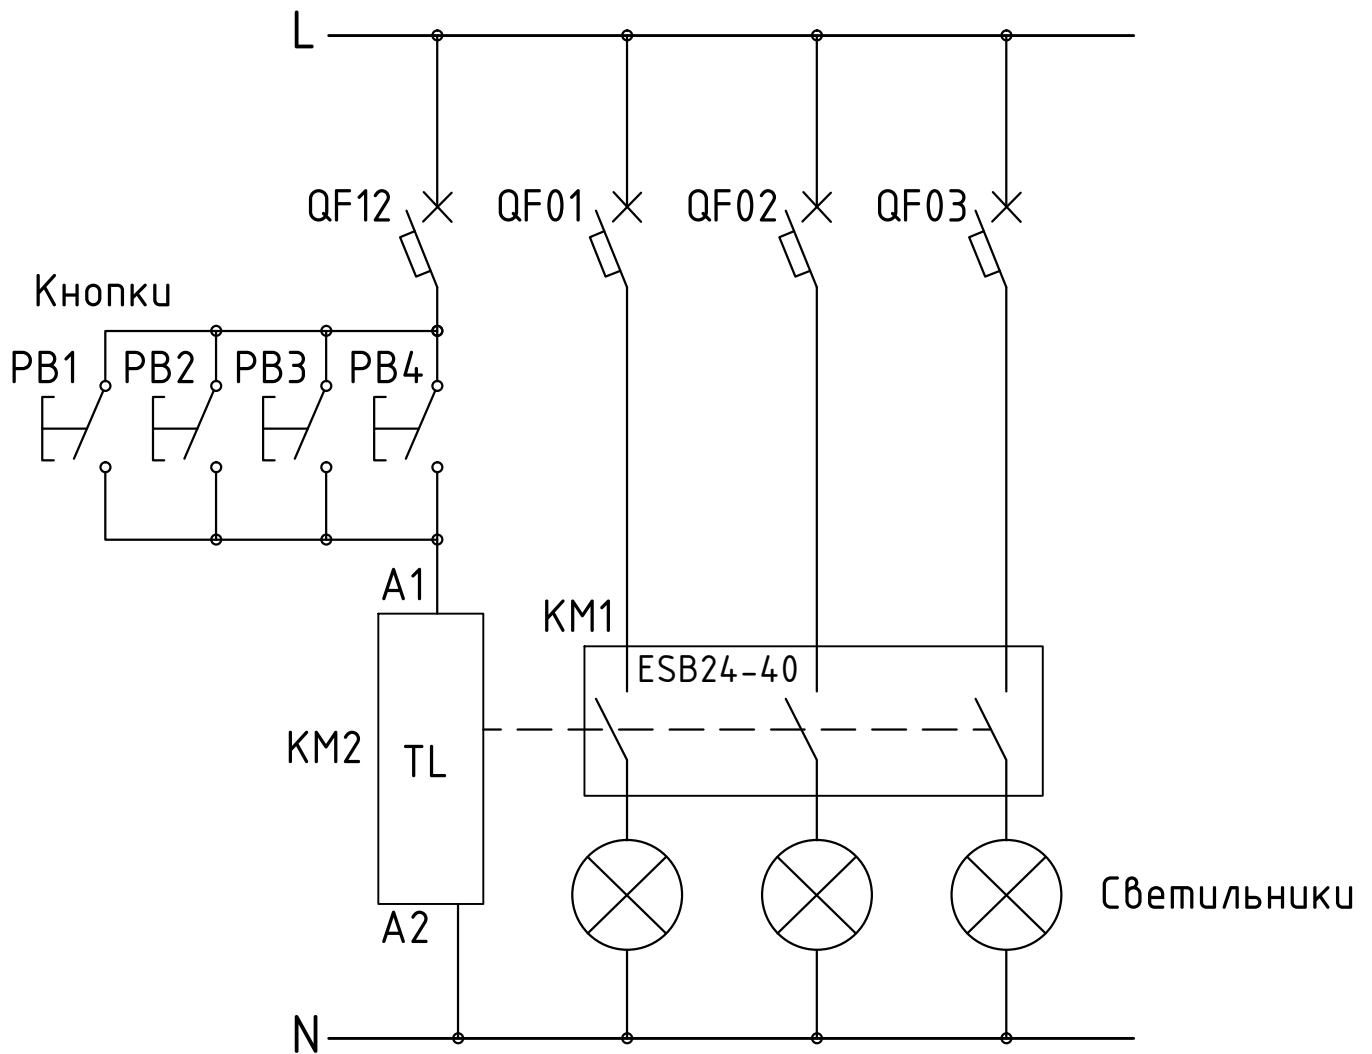 L
QF12 QF01 QF02 QF03
Кнопки
PB1 PB2 PB3 PB4
A1
KM1
ESB24-40
KM2
TL
Светильники
A2
N